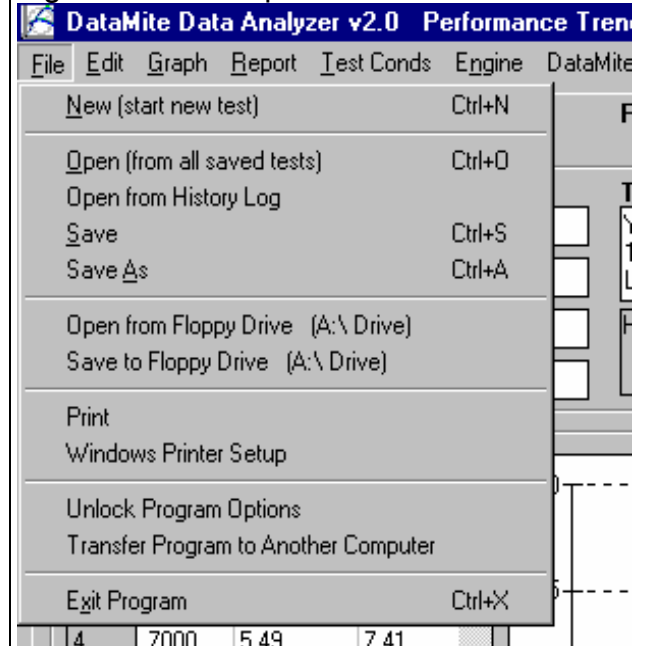 DataMite Data Analyzer v2.0 Performance Tren
File Edit Graph Report Test Conds Engine DataMite
New (start new test) Ctrl+N
Open (from all saved tests) Ctrl+O
Open from History Log
Save Ctrl+S
Save As Ctrl+A
Open from Floppy Drive (A:\ Drive)
Save to Floppy Drive (A:\ Drive)
Print
Windows Printer Setup
Unlock Program Options
Transfer Program to Another Computer
Exit Program Ctrl+X
4 7000 5.49 7.41